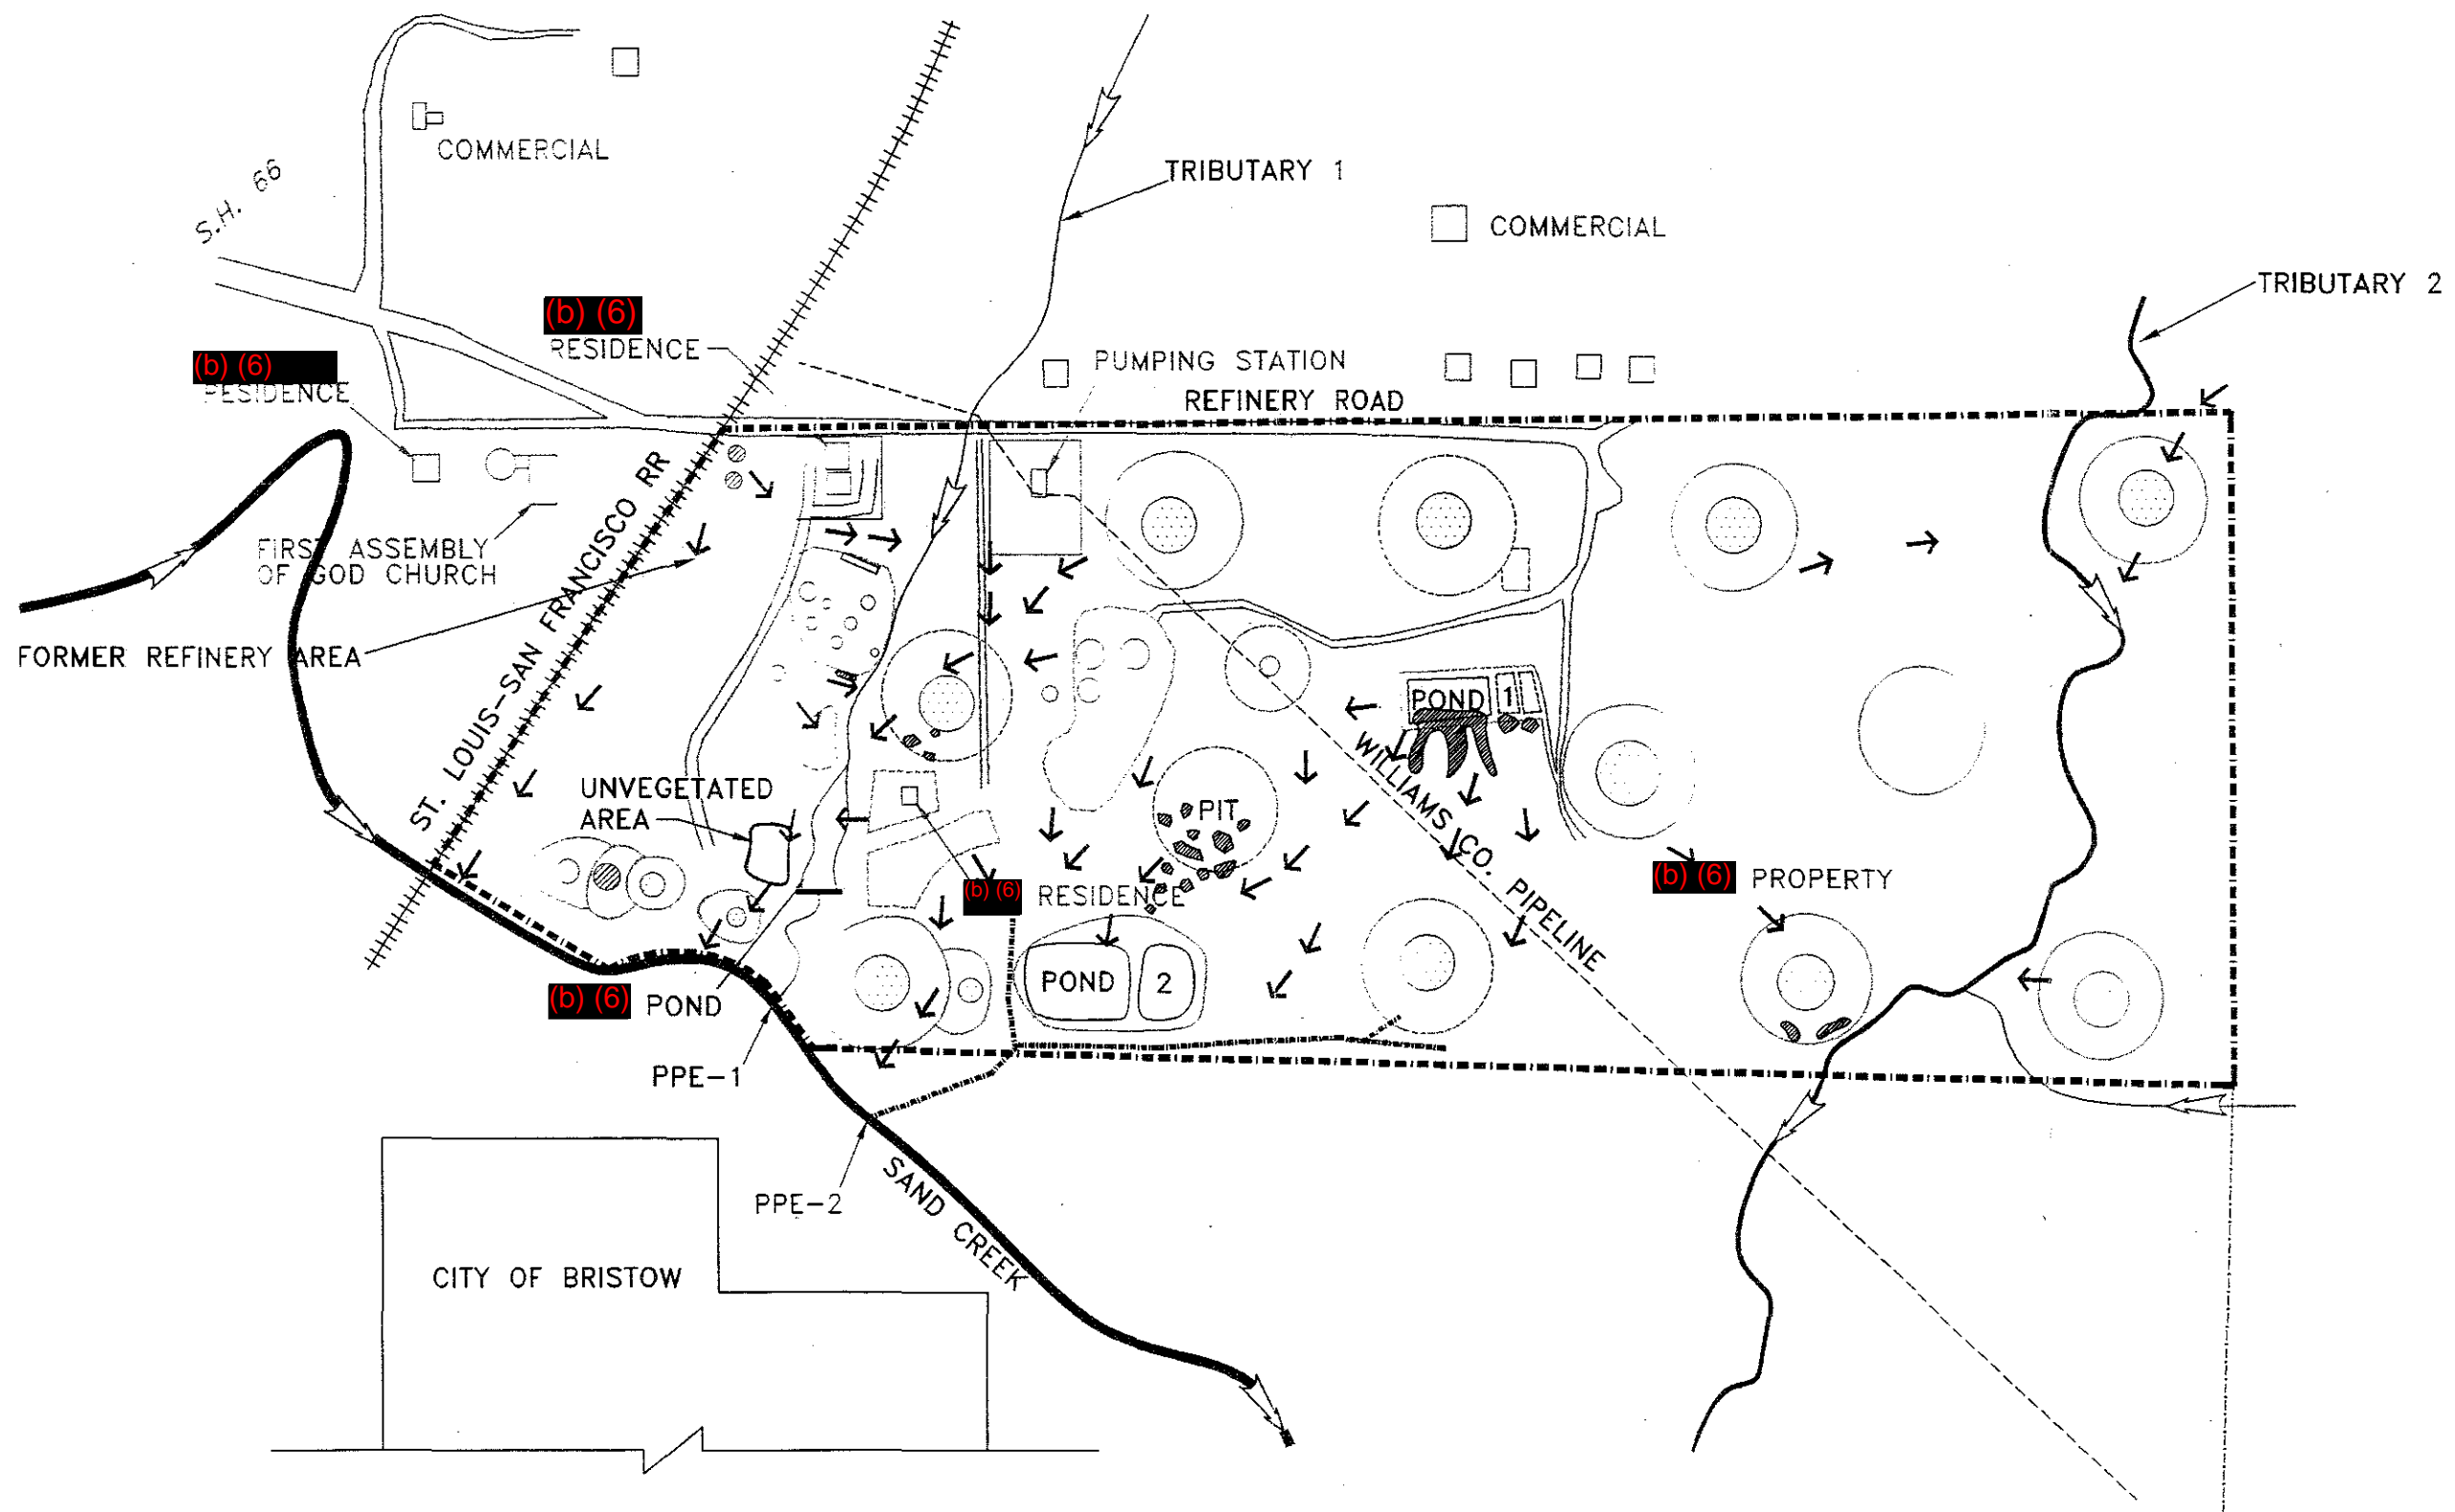 COMMERCIAL
S.H. 66
TRIBUTARY 1
COMMERCIAL
TRIBUTARY 2
(b) (6)
RESIDENCE
(b) (6)
RESIDENCE
PUMPING STATION
REFINERY ROAD
FIRST ASSEMBLY
OF GOD CHURCH
ST. LOUIS-SAN FRANCISCO RR
FORMER REFINERY AREA
POND 1
WILLIAMS CO. PIPELINE
UNVEGETATED
AREA
PIT
(b) (6) RESIDENCE
(b) (6) PROPERTY
POND 2
(b) (6) POND
PPE-1
PPE-2
SAND CREEK
CITY OF BRISTOW